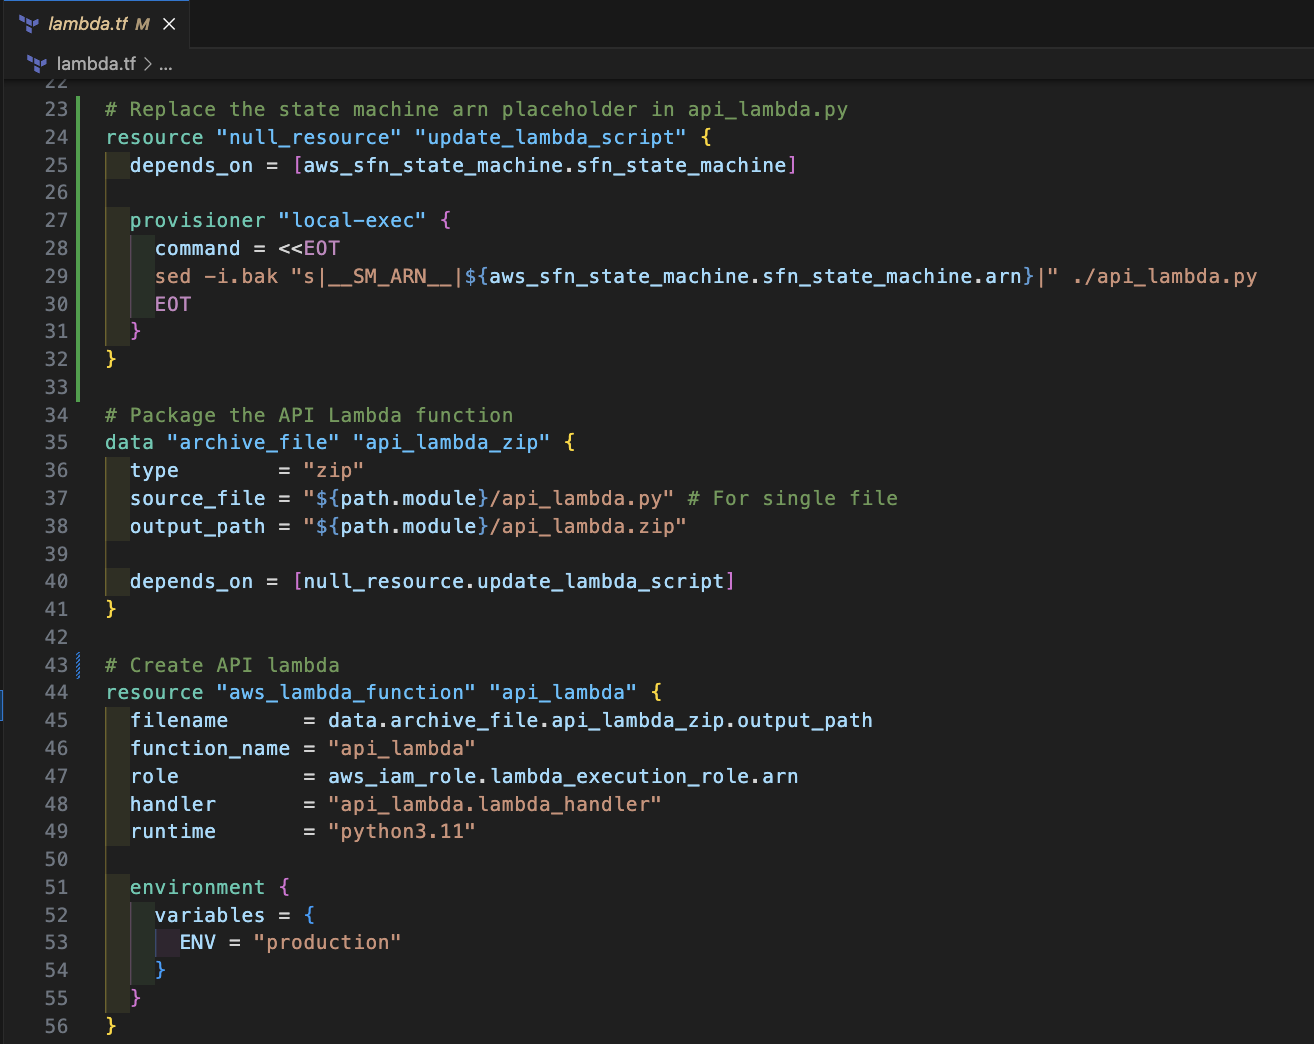 lambda.tf M ×
lambda.tf > ...
22
23 # Replace the state machine arn placeholder in api_lambda.py
24 resource "null_resource" "update_lambda_script" {
25   depends_on = [aws_sfn_state_machine.sfn_state_machine]
26
27   provisioner "local-exec" {
28     command = <<EOT
29     sed -i.bak "s|__SM_ARN__|${aws_sfn_state_machine.sfn_state_machine.arn}|" ./api_lambda.py
30     EOT
31   }
32 }
33
34 # Package the API Lambda function
35 data "archive_file" "api_lambda_zip" {
36   type        = "zip"
37   source_file = "${path.module}/api_lambda.py" # For single file
38   output_path = "${path.module}/api_lambda.zip"
39
40   depends_on = [null_resource.update_lambda_script]
41 }
42
43 # Create API lambda
44 resource "aws_lambda_function" "api_lambda" {
45   filename      = data.archive_file.api_lambda_zip.output_path
46   function_name = "api_lambda"
47   role          = aws_iam_role.lambda_execution_role.arn
48   handler       = "api_lambda.lambda_handler"
49   runtime       = "python3.11"
50
51   environment {
52     variables = {
53       ENV = "production"
54     }
55   }
56 }